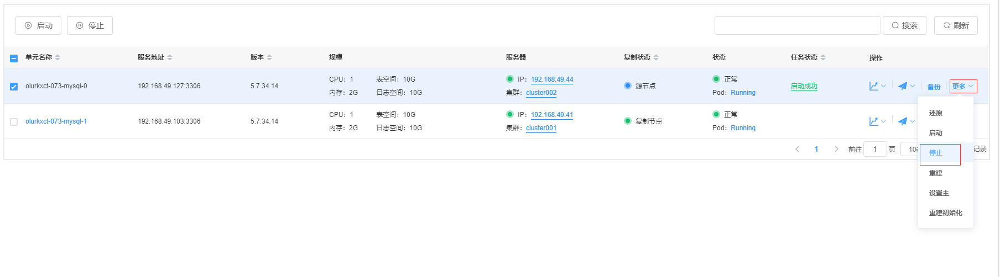 启动 停止 搜索 刷新
单元名称 服务地址 版本 规模 服务器 复制状态 状态 任务状态 操作
olurkxct-073-mysql-0 192.168.49.127:3306 5.7.34.14 CPU：1 表空间：10G IP：192.168.49.44 源节点 正常 启动成功 备份 更多
内存：2G 日志空间：10G 集群：cluster002 Pod：Running
olurkxct-073-mysql-1 192.168.49.103:3306 5.7.34.14 CPU：1 表空间：10G IP：192.168.49.41 复制节点 正常
内存：2G 日志空间：10G 集群：cluster001 Pod：Running
1 前往 1 页 10 记录
还原
启动
停止
重建
设置主
重建初始化